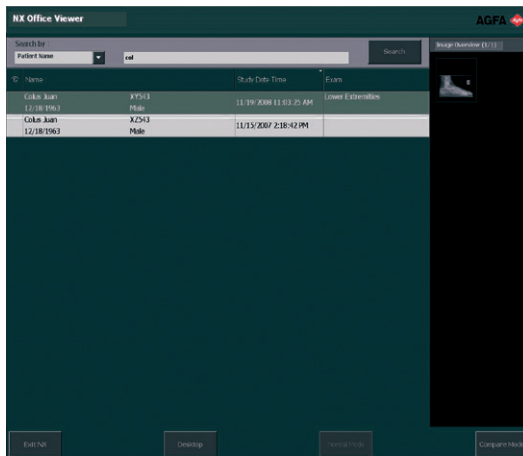 NX Office Viewer
AGFA
Search by :
Patient Name
col
Search
Image Overview (1/1)
Name
Study Date Time
Exam
Colus Juan
XY543
11/19/2008 11:03:25 AM
Lower Extremities
12/18/1963
Male
Colus Juan
XZ543
11/15/2007 2:18:42 PM
12/18/1963
Male
Exit NX
Desktop
Compare Mode